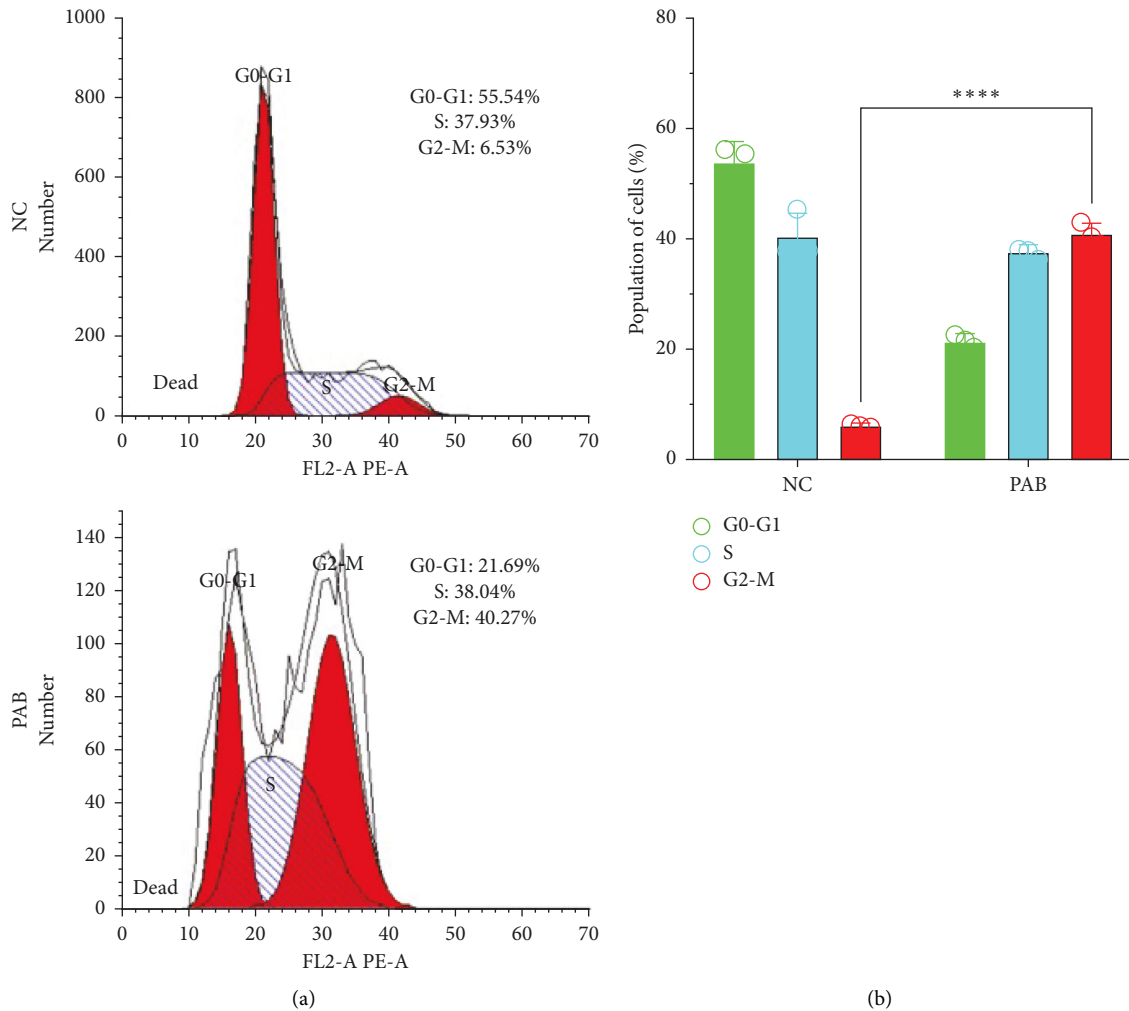 1000
800
600
400
200
0
NC
Number
G0-G1
G0-G1: 55.54%
S: 37.93%
G2-M: 6.53%
Dead
S
G2-M
0 10 20 30 40 50 60 70
FL2-A PE-A
140
120
100
80
60
40
20
0
PAB
Number
G0-G1
G2-M
G0-G1: 21.69%
S: 38.04%
G2-M: 40.27%
Dead
S
0 10 20 30 40 50 60 70
FL2-A PE-A
(a)
80
60
40
20
0
Population of cells (%)
****
NC PAB
G0-G1
S
G2-M
(b)